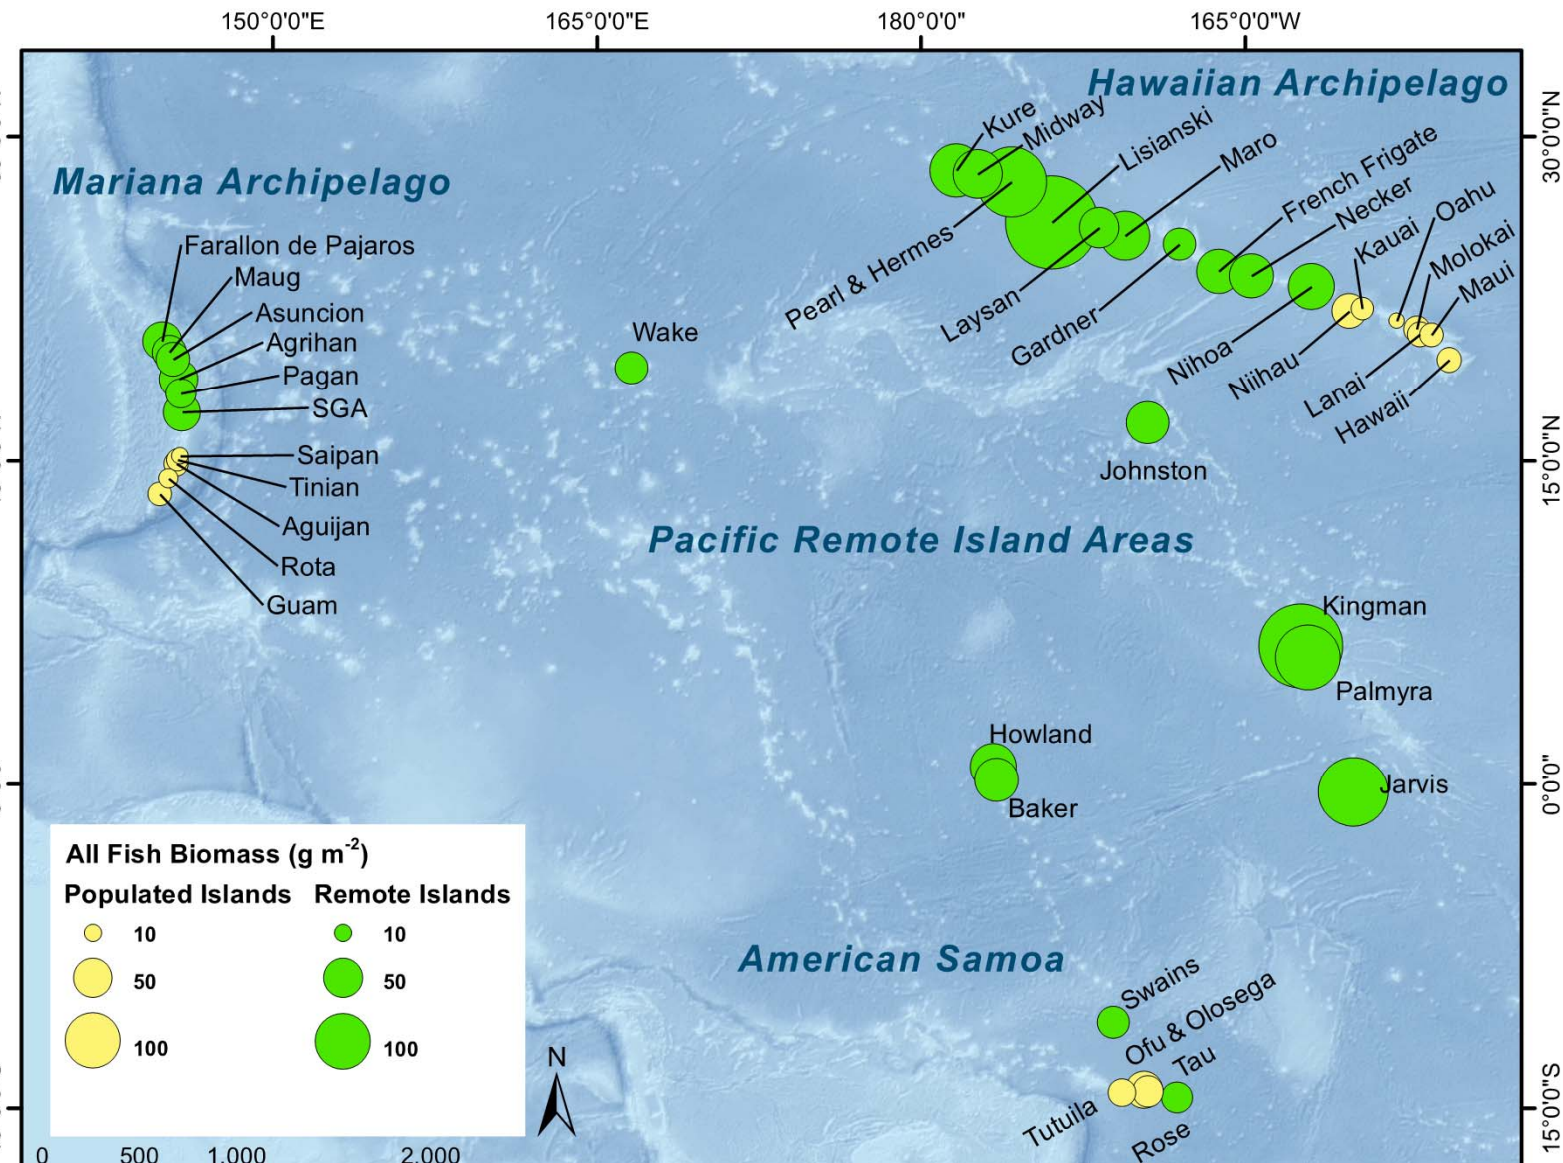 150°0'0"E
165°0'0"E
180°0'0"
165°0'0"W
Hawaiian Archipelago
Mariana Archipelago
30°0'0"N
15°0'0"N
0°0'0"
15°0'0"S
Kure
Midway
Lisianski
Maro
French Frigate
Necker
Kauai
Oahu
Molokai
Maui
Pearl & Hermes
Laysan
Gardner
Nihoa
Niihau
Lanai
Hawaii
Farallon de Pajaros
Maug
Asuncion
Agrihan
Pagan
SGA
Saipan
Tinian
Aguijan
Rota
Guam
Wake
Johnston
Pacific Remote Island Areas
Kingman
Palmyra
Howland
Baker
Jarvis
American Samoa
Swains
Ofu & Olosega
Tau
Tutuila
Rose
All Fish Biomass (g m⁻²)
Populated Islands Remote Islands
10 10
50 50
100 100
N
0 500 1,000 2,000